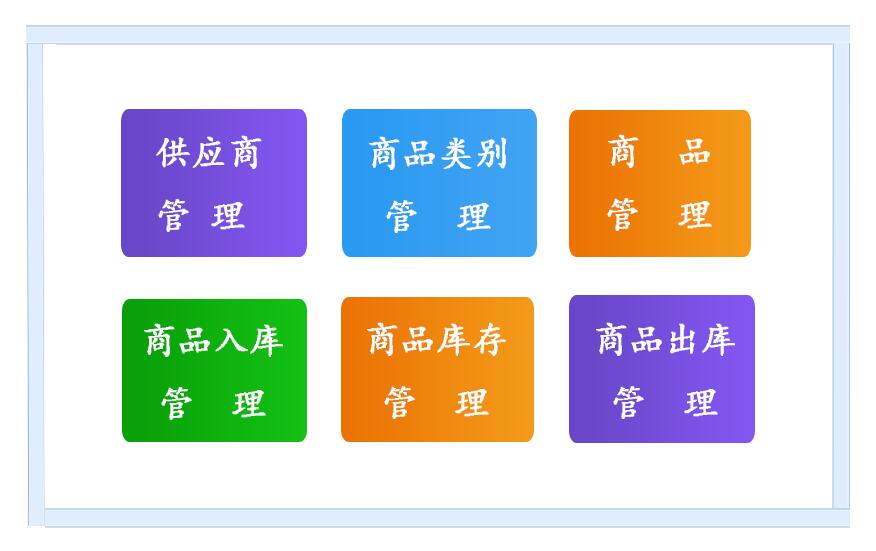 供应商
管 理
商品类别
管 理
商 品
管 理
商品入库
管 理
商品库存
管 理
商品出库
管 理